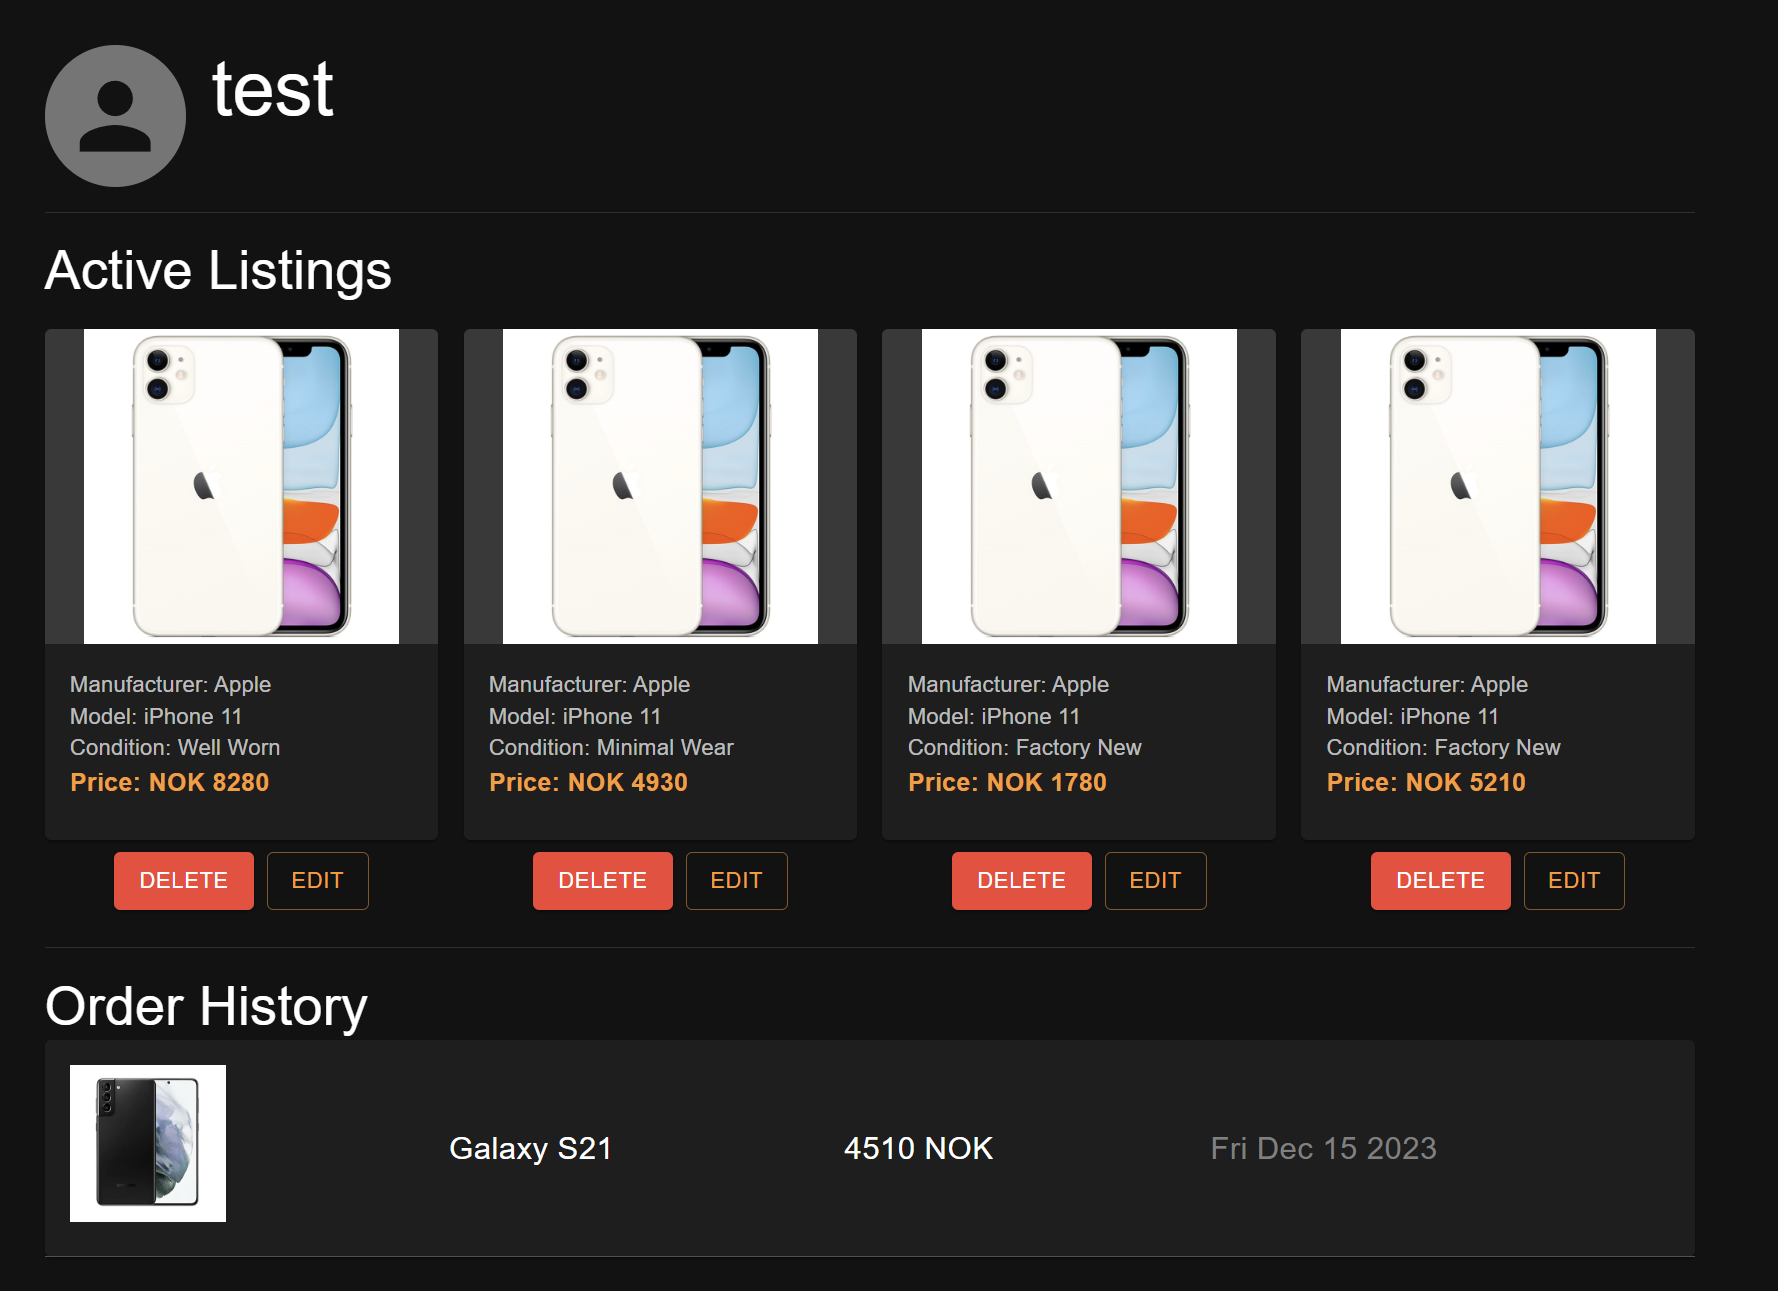 test
Active Listings
Manufacturer: Apple
Model: iPhone 11
Condition: Well Worn
Price: NOK 8280
DELETE
EDIT
Manufacturer: Apple
Model: iPhone 11
Condition: Minimal Wear
Price: NOK 4930
DELETE
EDIT
Manufacturer: Apple
Model: iPhone 11
Condition: Factory New
Price: NOK 1780
DELETE
EDIT
Manufacturer: Apple
Model: iPhone 11
Condition: Factory New
Price: NOK 5210
DELETE
EDIT
Order History
Galaxy S21
4510 NOK
Fri Dec 15 2023